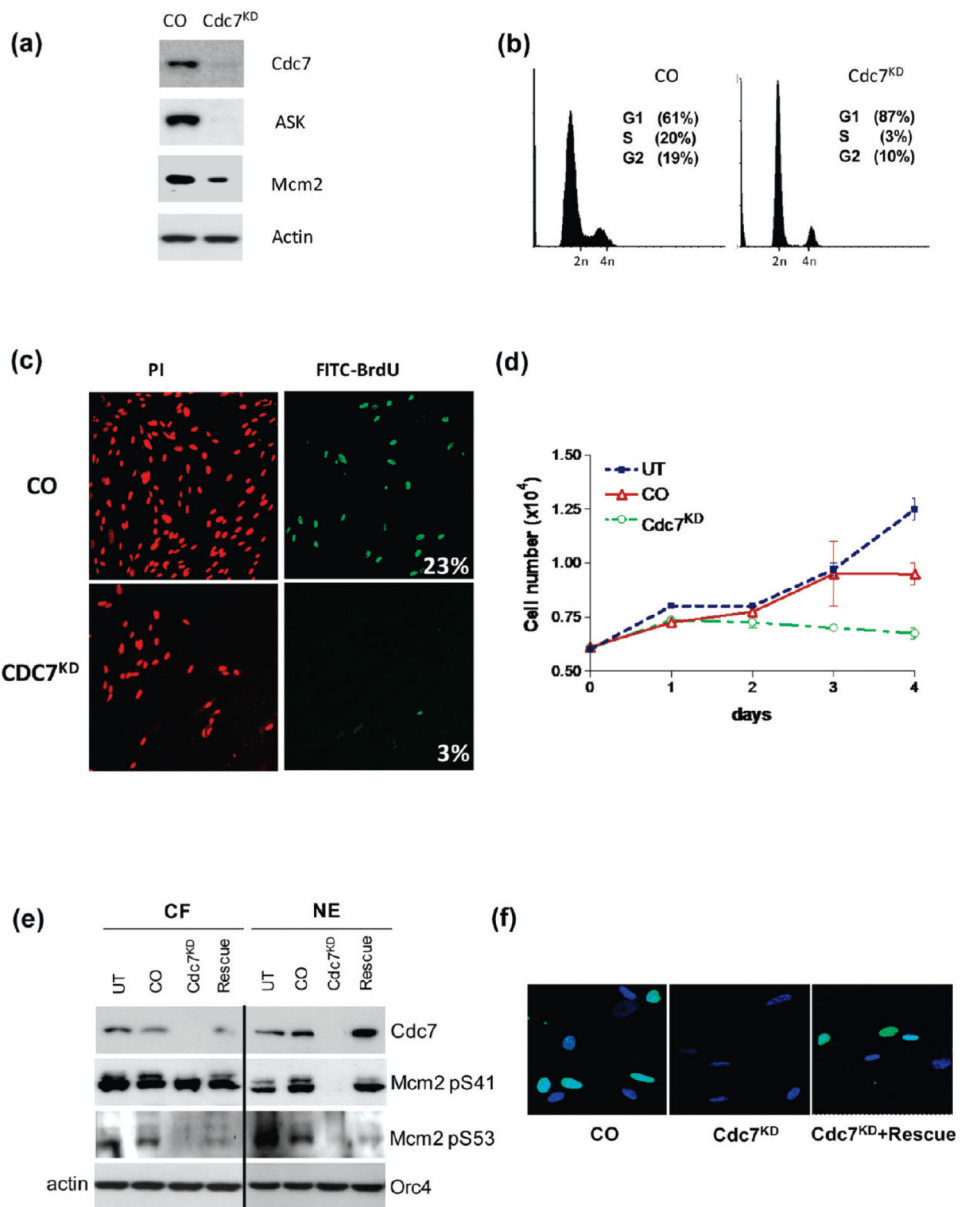 (a)
CO Cdc7KD
Cdc7
ASK
Mcm2
Actin
(b)
CO
G1 (61%)
S (20%)
G2 (19%)
2n 4n
Cdc7KD
G1 (87%)
S (3%)
G2 (10%)
2n 4n
(c)
PI FITC-BrdU
CO
23%
CDC7KD
3%
(d)
Cell number (x10^4)
1.50
1.25
1.00
0.75
0.50
UT
CO
Cdc7KD
0 1 2 3 4
days
(e)
CF NE
UT CO Cdc7KD Rescue UT CO Cdc7KD Rescue
Cdc7
Mcm2 pS41
Mcm2 pS53
actin Orc4
(f)
CO Cdc7KD Cdc7KD+Rescue